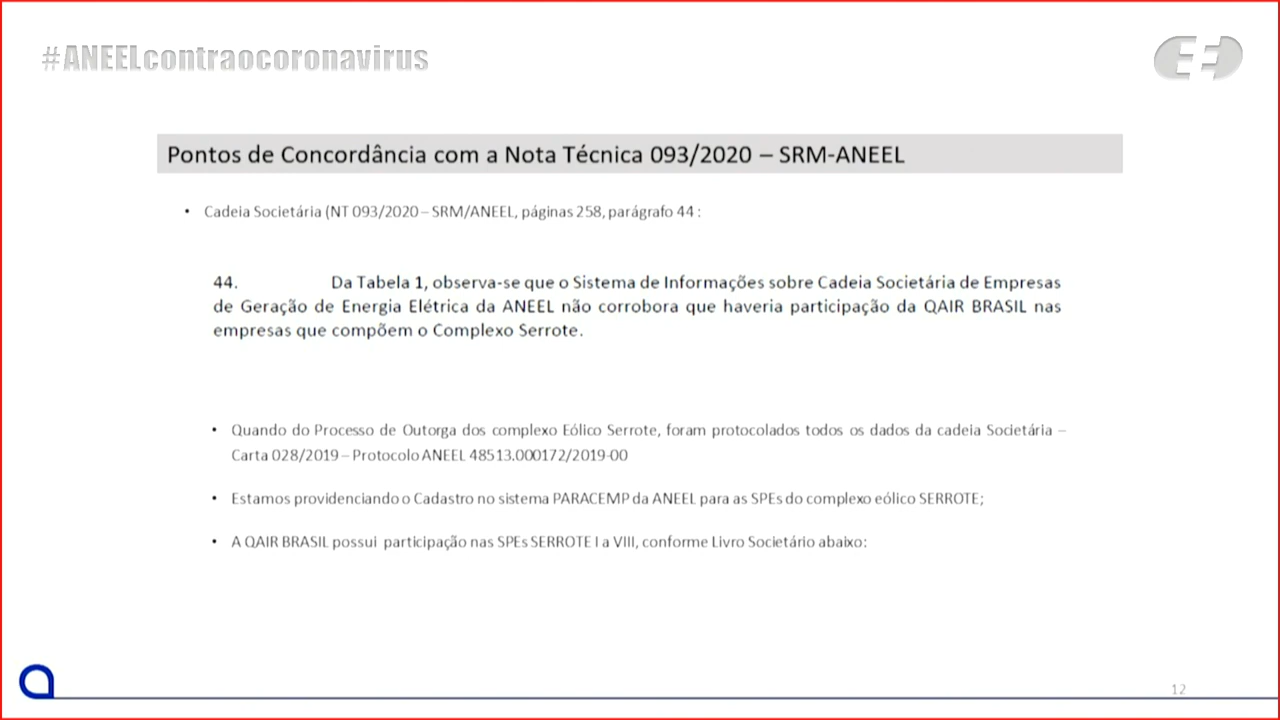 #ANEELcontraocoronavirus
Pontos de Concordância com a Nota Técnica 093/2020 – SRM-ANEEL
• Cadeia Societária (NT 093/2020 – SRM/ANEEL, páginas 258, parágrafo 44 :
44. Da Tabela 1, observa-se que o Sistema de Informações sobre Cadeia Societária de Empresas
de Geração de Energia Elétrica da ANEEL não corrobora que haveria participação da QAIR BRASIL nas
empresas que compõem o Complexo Serrote.
• Quando do Processo de Outorga dos complexo Eólico Serrote, foram protocolados todos os dados da cadeia Societária –
Carta 028/2019 – Protocolo ANEEL 48513.000172/2019-00
• Estamos providenciando o Cadastro no sistema PARACEMP da ANEEL para as SPEs do complexo eólico SERROTE;
• A QAIR BRASIL possui participação nas SPEs SERROTE I a VIII, conforme Livro Societário abaixo:
12